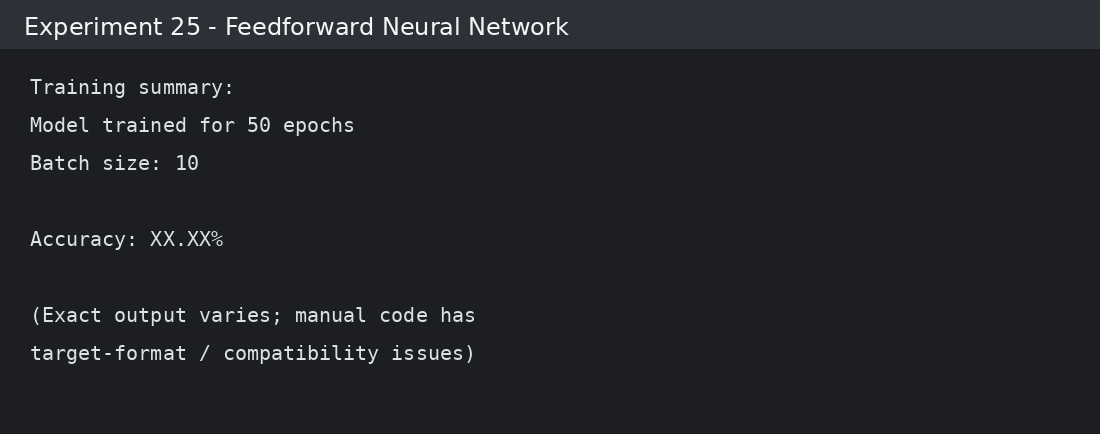 Experiment 25 - Feedforward Neural Network
Training summary:
Model trained for 50 epochs
Batch size: 10
Accuracy: XX.XX%
(Exact output varies; manual code has
target-format / compatibility issues)